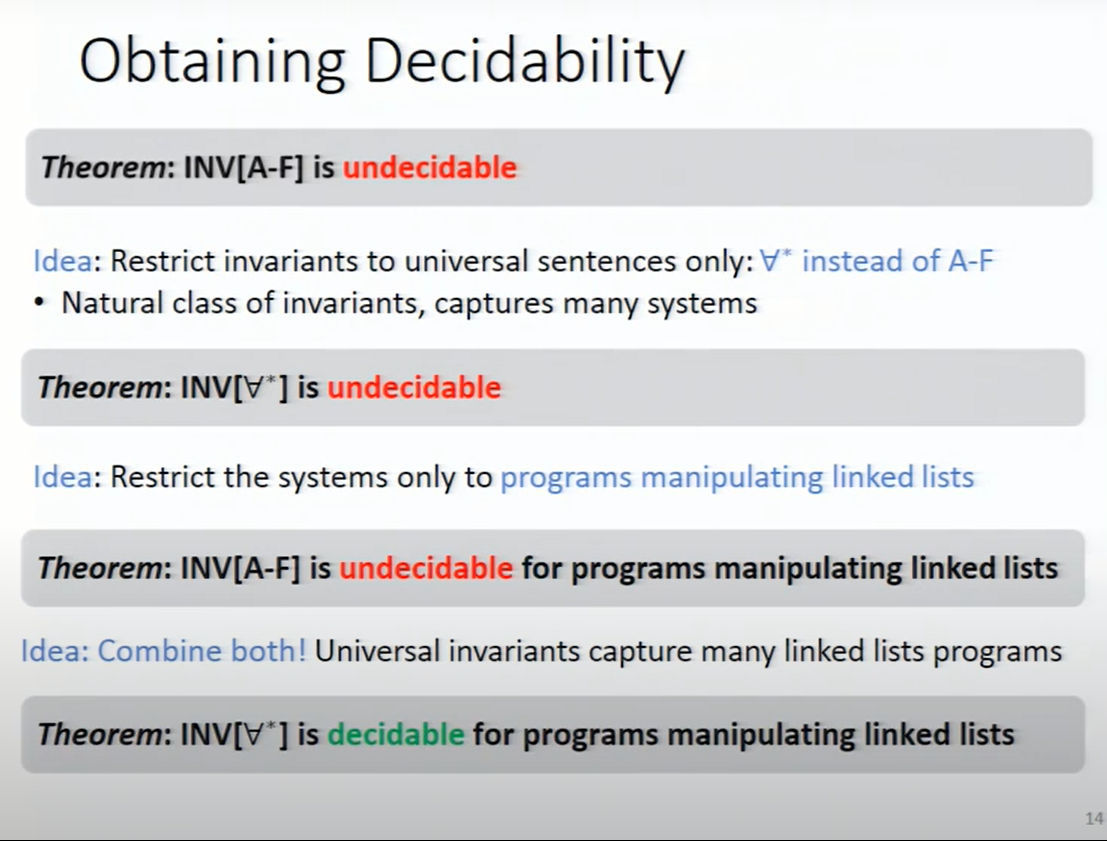 Obtaining Decidability
Theorem: INV[A-F] is undecidable
Idea: Restrict invariants to universal sentences only: ∀* instead of A-F
• Natural class of invariants, captures many systems
Theorem: INV[∀*] is undecidable
Idea: Restrict the systems only to programs manipulating linked lists
Theorem: INV[A-F] is undecidable for programs manipulating linked lists
Idea: Combine both! Universal invariants capture many linked lists programs
Theorem: INV[∀*] is decidable for programs manipulating linked lists
14